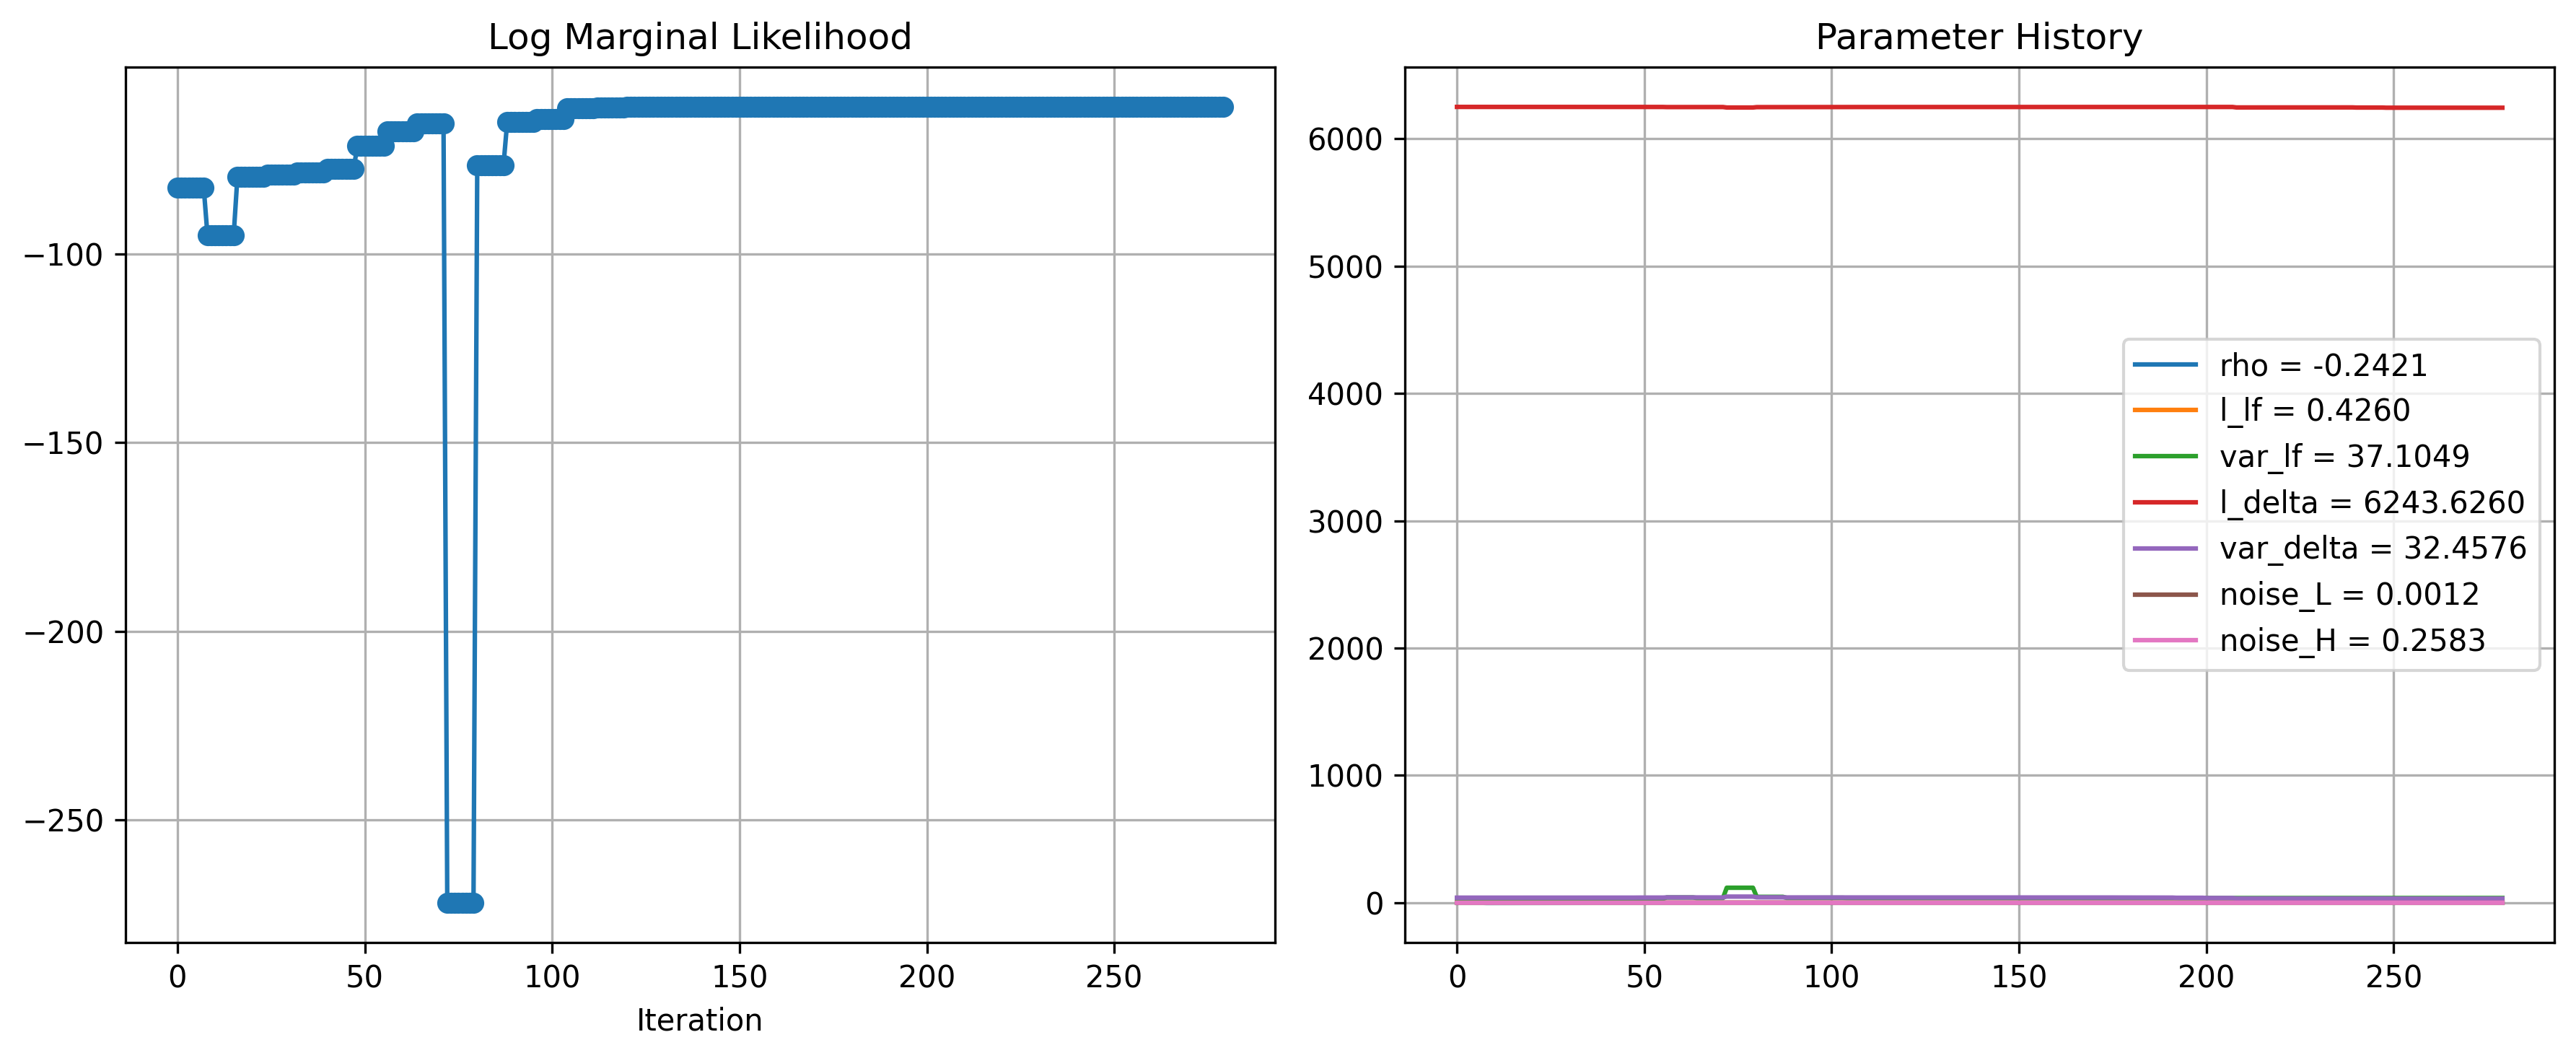 Log Marginal Likelihood
−100
−150
−200
−250
0 50 100 150 200 250
Iteration
Parameter History
6000
5000
4000
3000
2000
1000
0
rho = -0.2421
l_lf = 0.4260
var_lf = 37.1049
l_delta = 6243.6260
var_delta = 32.4576
noise_L = 0.0012
noise_H = 0.2583
0 50 100 150 200 250